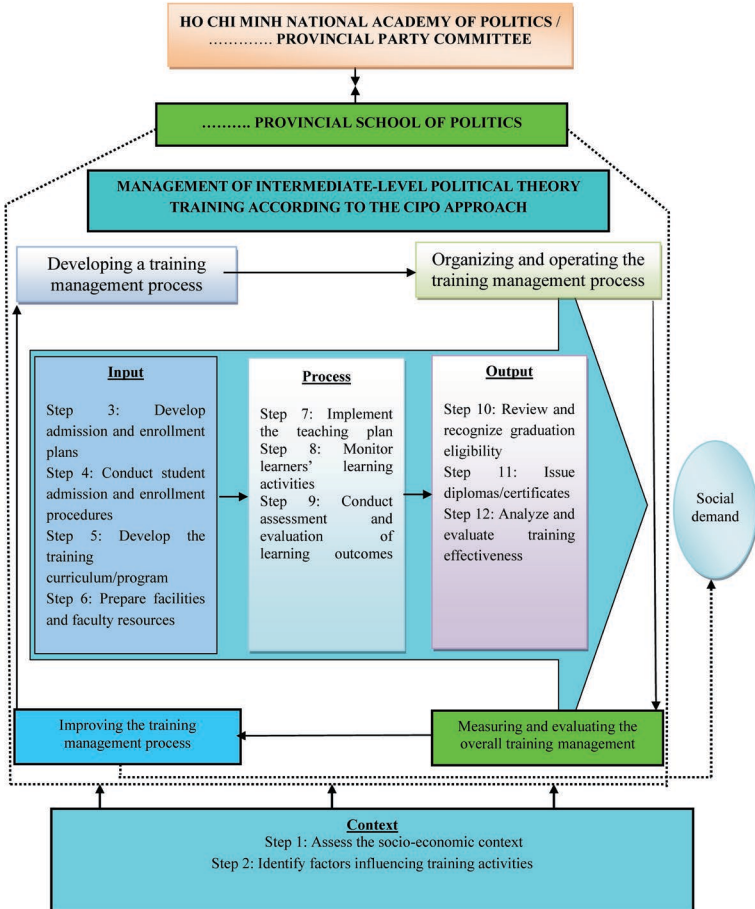 HO CHI MINH NATIONAL ACADEMY OF POLITICS /
…………. PROVINCIAL PARTY COMMITTEE
………. PROVINCIAL SCHOOL OF POLITICS
MANAGEMENT OF INTERMEDIATE-LEVEL POLITICAL THEORY
TRAINING ACCORDING TO THE CIPO APPROACH
Developing a training
management process
Organizing and operating the
training management process
Input
Step 3: Develop
admission and enrollment
plans
Step 4: Conduct student
admission and enrollment
procedures
Step 5: Develop the
training
curriculum/program
Step 6: Prepare facilities
and faculty resources
Process
Step 7: Implement
the teaching plan
Step 8: Monitor
learners’ learning
activities
Step 9: Conduct
assessment and
evaluation of
learning outcomes
Output
Step 10: Review and
recognize graduation
eligibility
Step 11: Issue
diplomas/certificates
Step 12: Analyze and
evaluate training
effectiveness
Social
demand
Improving the training
management process
Measuring and evaluating the
overall training management
Context
Step 1: Assess the socio-economic context
Step 2: Identify factors influencing training activities